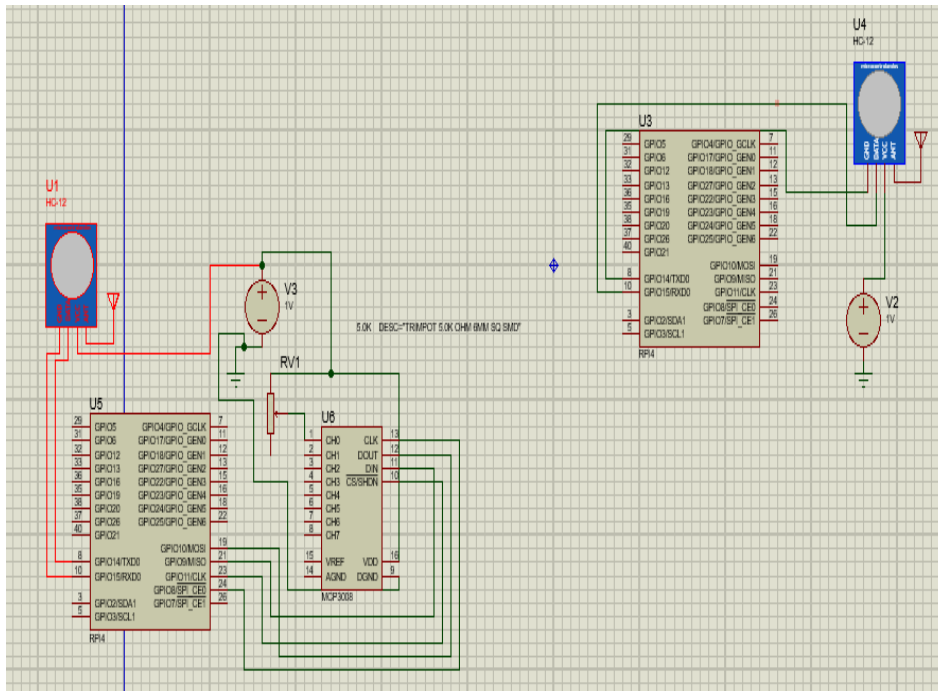 U4
HC-12
GND
DATA
VCC
ANT
U3
29 GPIO5 GPIO4/GPIO_GCLK 7
31 GPIO6 GPIO17/GPIO_GEN0 11
32 GPIO12 GPIO18/GPIO_GEN1 12
33 GPIO13 GPIO27/GPIO_GEN2 13
36 GPIO16 GPIO22/GPIO_GEN3 15
35 GPIO19 GPIO23/GPIO_GEN4 16
38 GPIO20 GPIO24/GPIO_GEN5 18
37 GPIO26 GPIO25/GPIO_GEN6 22
40 GPIO21
GPIO10/MOSI 19
8 GPIO14/TXD0 GPIO9/MISO 21
10 GPIO15/RXD0 GPIO11/CLK 23
GPIO8/SPI_CE0 24
3 GPIO2/SDA1 GPIO7/SPI_CE1 26
5 GPIO3/SCL1
RPI4
V2
1V
U1
HC-12
V3
1V
5.0K DESC="TRIMPOT 5.0K OHM 6MM SQ SMD"
RV1
U5
29 GPIO5 GPIO4/GPIO_GCLK 7
31 GPIO6 GPIO17/GPIO_GEN0 11
32 GPIO12 GPIO18/GPIO_GEN1 12
33 GPIO13 GPIO27/GPIO_GEN2 13
36 GPIO16 GPIO22/GPIO_GEN3 15
35 GPIO19 GPIO23/GPIO_GEN4 16
38 GPIO20 GPIO24/GPIO_GEN5 18
37 GPIO26 GPIO25/GPIO_GEN6 22
40 GPIO21
GPIO10/MOSI 19
8 GPIO14/TXD0 GPIO9/MISO 21
10 GPIO15/RXD0 GPIO11/CLK 23
GPIO8/SPI_CE0 24
3 GPIO2/SDA1 GPIO7/SPI_CE1 26
5 GPIO3/SCL1
RPI4
U6
1 CH0 CLK 13
2 CH1 DOUT 12
3 CH2 DIN 11
4 CH3 CS/SHDN 10
5 CH4
6 CH5
7 CH6
8 CH7
15 VREF VDD 16
14 AGND DGND 9
MCP3008